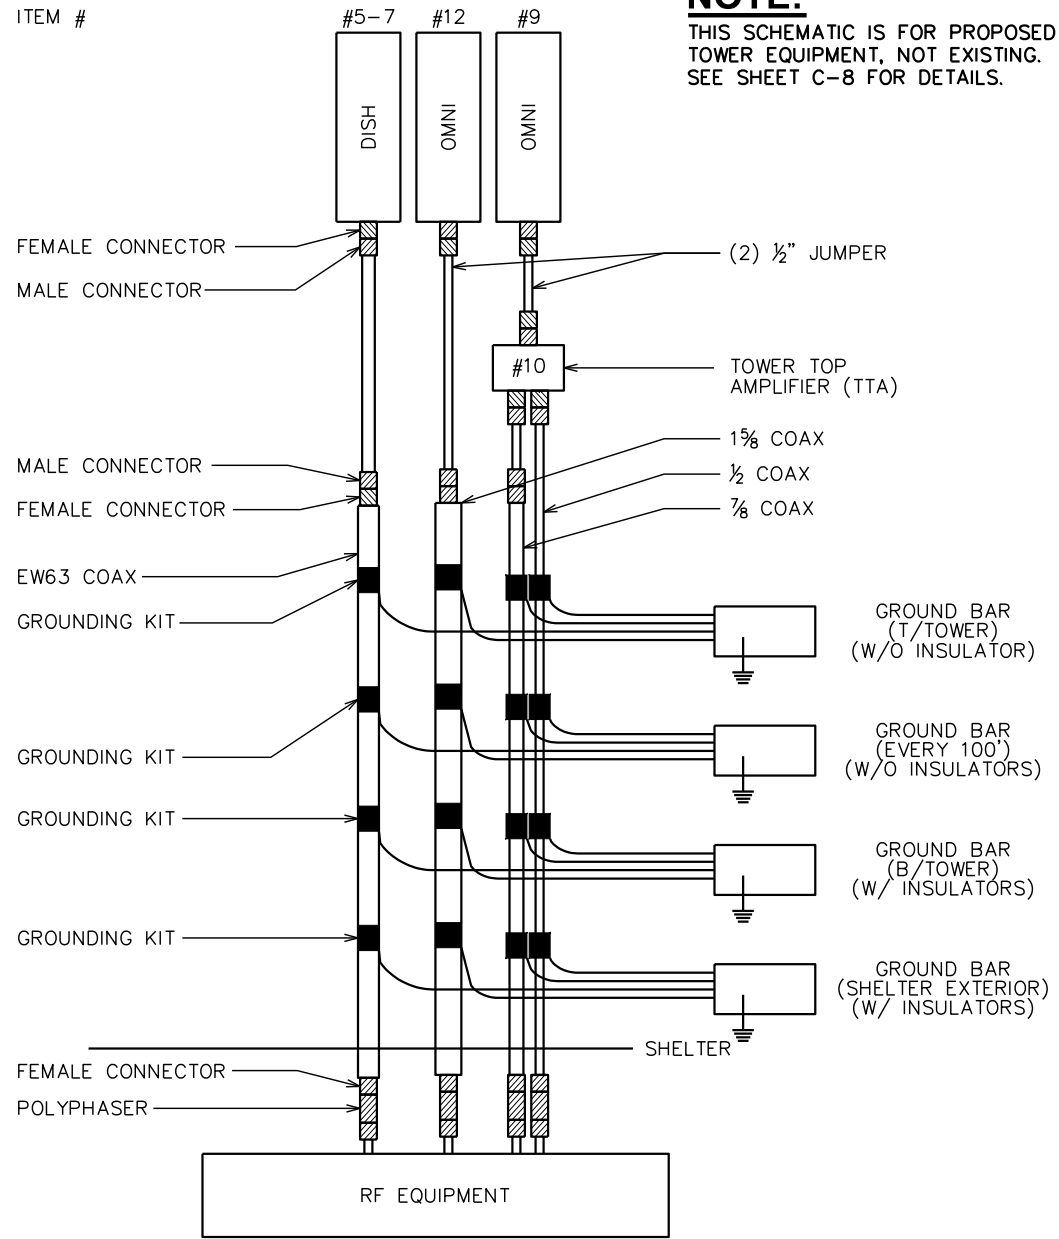 ITEM #
#5-7
#12
#9
NOTE:
THIS SCHEMATIC IS FOR PROPOSED
TOWER EQUIPMENT, NOT EXISTING.
SEE SHEET C-8 FOR DETAILS.
DISH
OMNI
OMNI
FEMALE CONNECTOR
MALE CONNECTOR
(2) ½" JUMPER
#10
TOWER TOP
AMPLIFIER (TTA)
MALE CONNECTOR
FEMALE CONNECTOR
1⅝ COAX
½ COAX
⅞ COAX
EW63 COAX
GROUNDING KIT
GROUND BAR
(T/TOWER)
(W/O INSULATOR)
GROUNDING KIT
GROUND BAR
(EVERY 100')
(W/O INSULATORS)
GROUNDING KIT
GROUND BAR
(B/TOWER)
(W/ INSULATORS)
GROUNDING KIT
GROUND BAR
(SHELTER EXTERIOR)
(W/ INSULATORS)
SHELTER
FEMALE CONNECTOR
POLYPHASER
RF EQUIPMENT